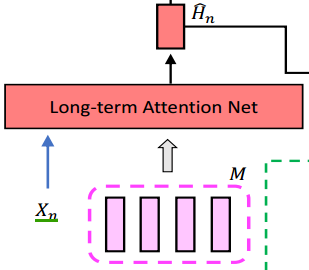 Ĥₙ
Long-term Attention Net
M
Xₙ